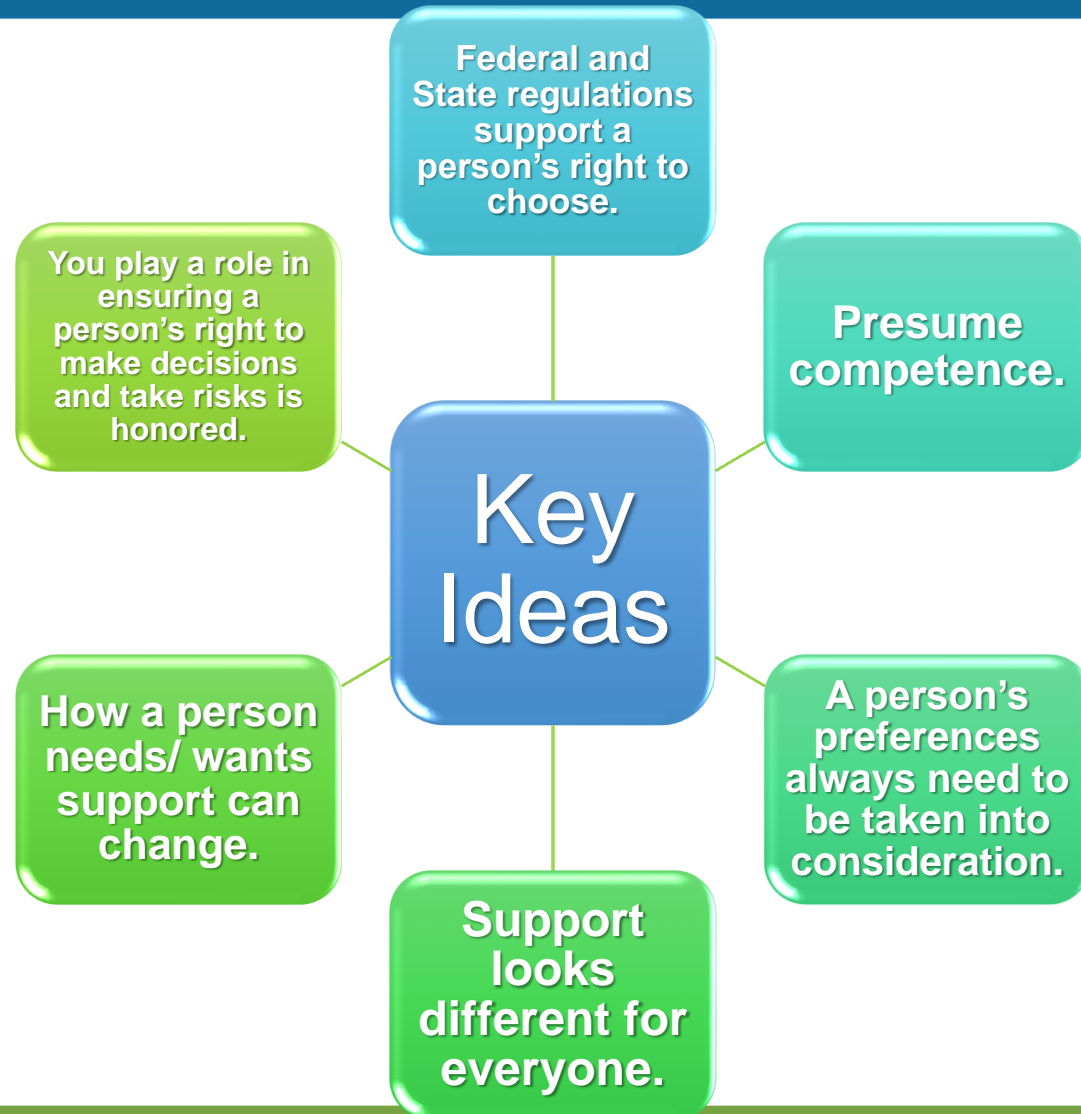 Federal and
State regulations
support a
person’s right to
choose.
Presume
competence.
A person’s
preferences
always need to
be taken into
consideration.
Support
looks
different for
everyone.
How a person
needs/ wants
support can
change.
You play a role in
ensuring a
person’s right to
make decisions
and take risks is
honored.
Key
Ideas